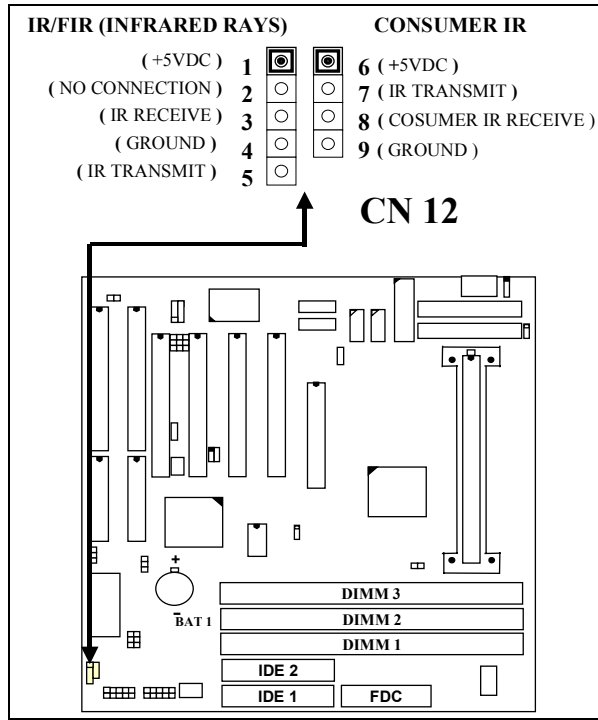 IR/FIR (INFRARED RAYS) CONSUMER IR
( +5VDC ) 1 6 ( +5VDC )
( NO CONNECTION ) 2 7 ( IR TRANSMIT )
( IR RECEIVE ) 3 8 ( COSUMER IR RECEIVE )
( GROUND ) 4 9 ( GROUND )
( IR TRANSMIT ) 5
CN 12
+
- BAT 1
DIMM 3
DIMM 2
DIMM 1
IDE 2
IDE 1 FDC